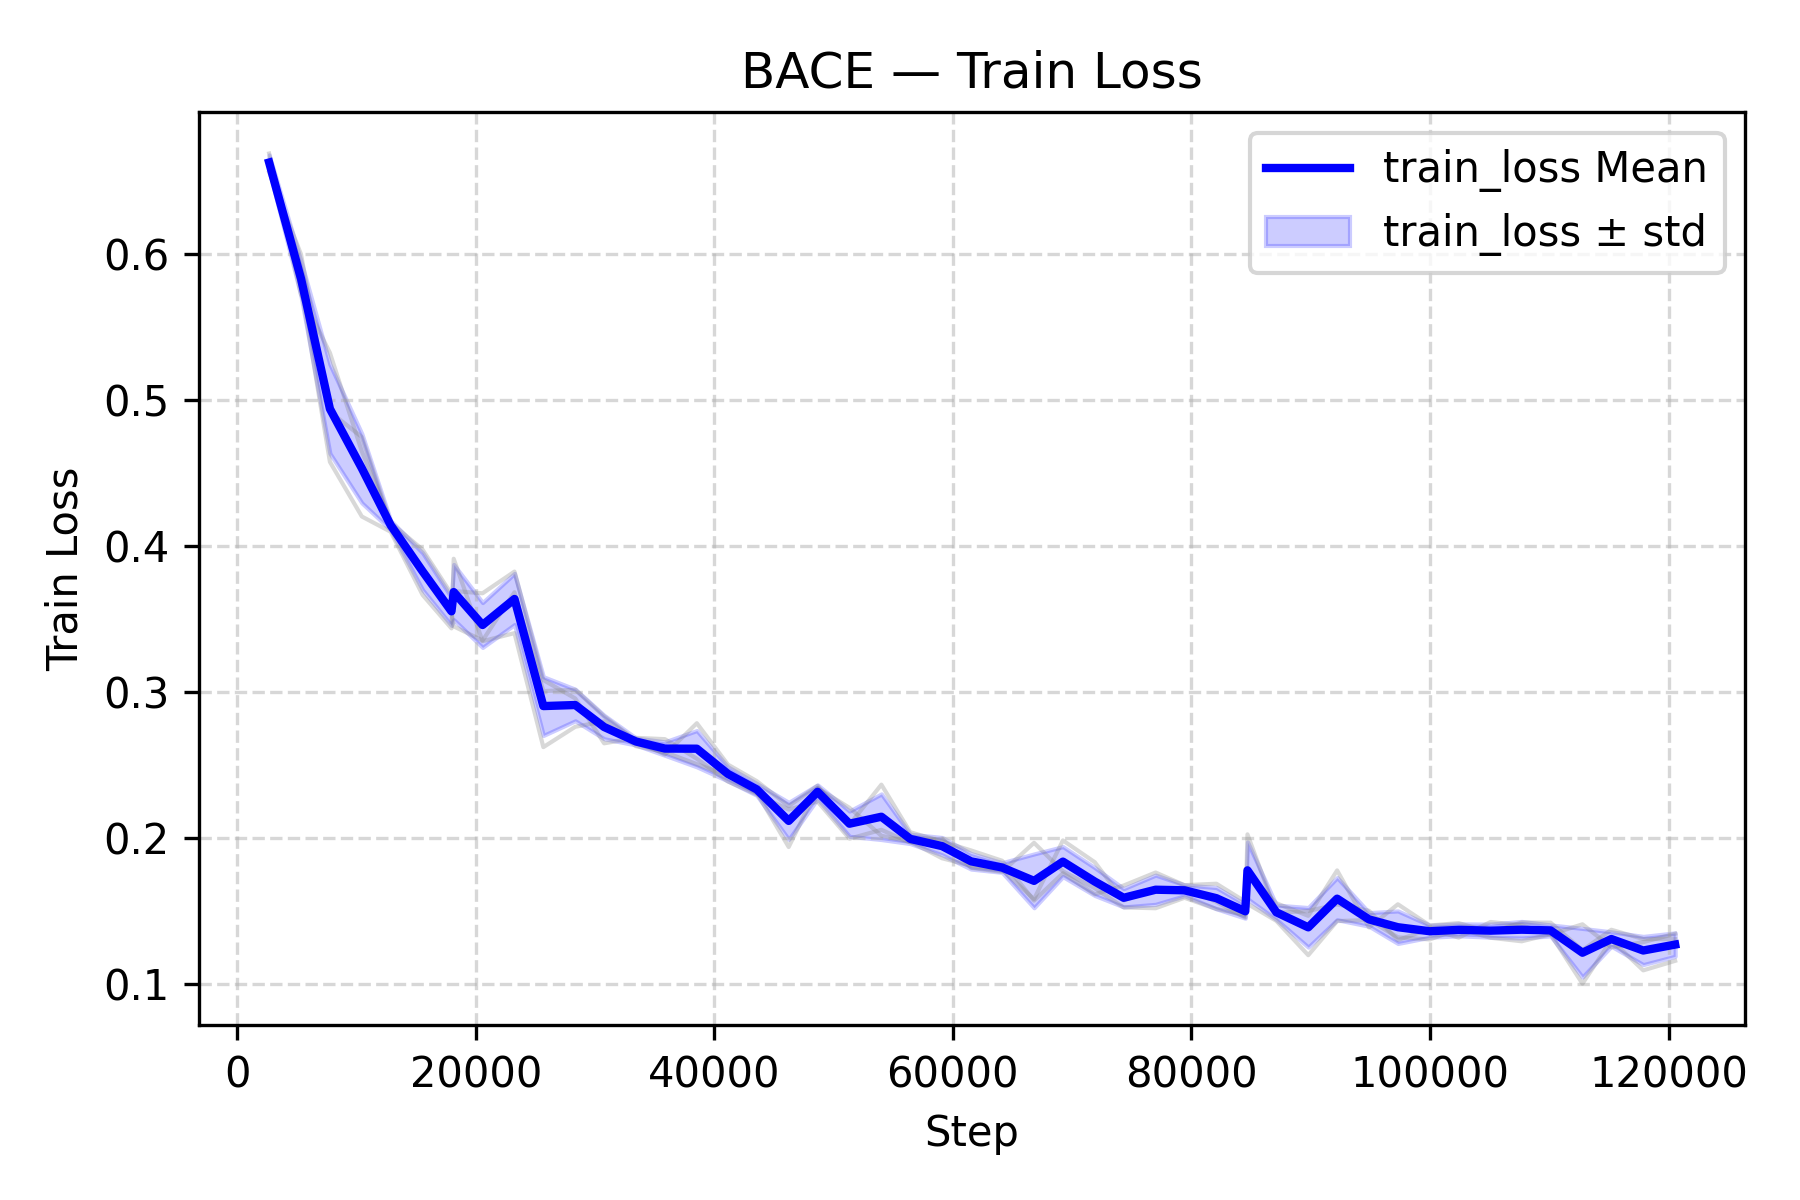 BACE — Train Loss
train_loss Mean
train_loss ± std
Train Loss
0.6
0.5
0.4
0.3
0.2
0.1
0 20000 40000 60000 80000 100000 120000
Step